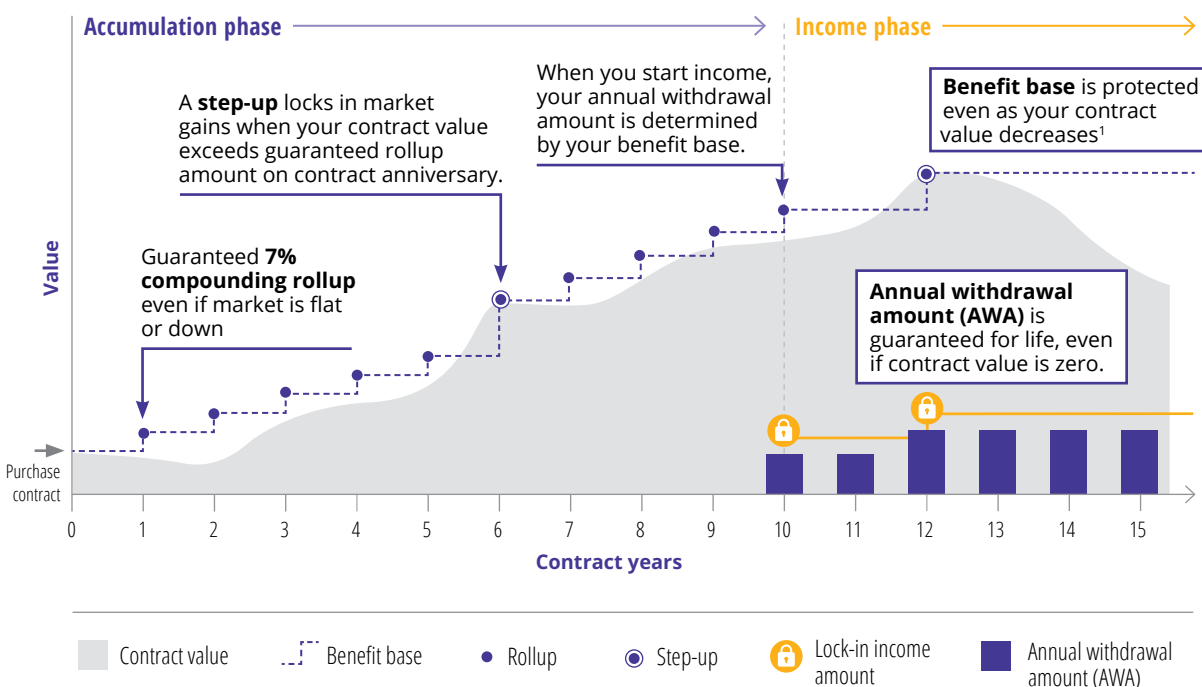 Accumulation phase
Income phase
A step-up locks in market
gains when your contract value
exceeds guaranteed rollup
amount on contract anniversary.
When you start income,
your annual withdrawal
amount is determined
by your benefit base.
Benefit base is protected
even as your contract
value decreases¹
Guaranteed 7%
compounding rollup
even if market is flat
or down
Annual withdrawal
amount (AWA) is
guaranteed for life, even
if contract value is zero.
Value
Purchase
contract
0 1 2 3 4 5 6 7 8 9 10 11 12 13 14 15
Contract years
Contract value
Benefit base
Rollup
Step-up
Lock-in income
amount
Annual withdrawal
amount (AWA)